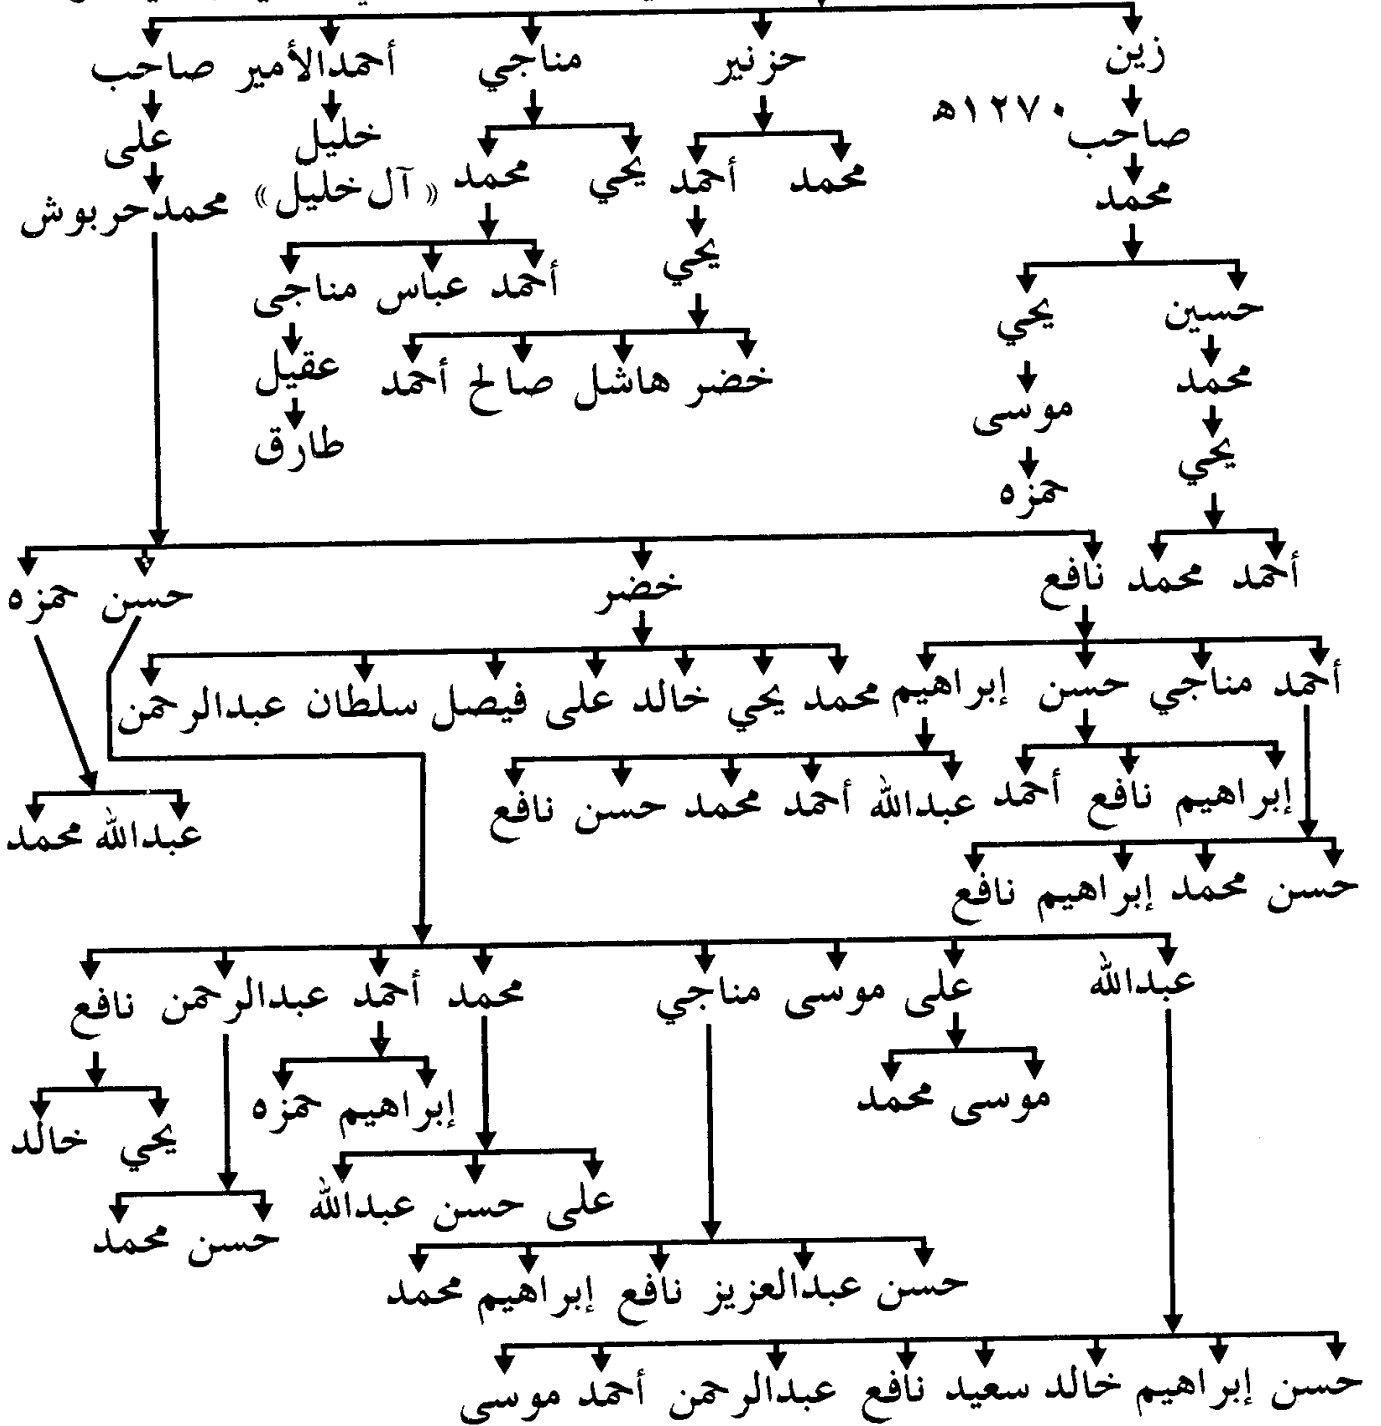 زين حزنير مناجي أحمدالأمير صاحب
صاحب ١٢٧٠ه خليل على
محمد محمد أحمد يحي محمد «آل خليل» محمدحربوش
يحي
حسين يحي أحمد عباس مناجى
محمد خضر هاشل صالح أحمد عقيل
موسى
يحي طارق
حمزه
أحمد محمد نافع خضر حسن حمزه
أحمد مناجي حسن إبراهيم محمد يحي خالد على فيصل سلطان عبدالرحمن
إبراهيم نافع أحمد عبدالله أحمد محمد حسن نافع
عبدالله محمد
حسن محمد إبراهيم نافع
عبدالله على موسى مناجي محمد أحمد عبدالرحمن نافع
موسى محمد إبراهيم حمزه
يحي خالد
على حسن عبدالله
حسن محمد
حسن عبدالعزيز نافع إبراهيم محمد
حسن إبراهيم خالد سعيد نافع عبدالرحمن أحمد موسى